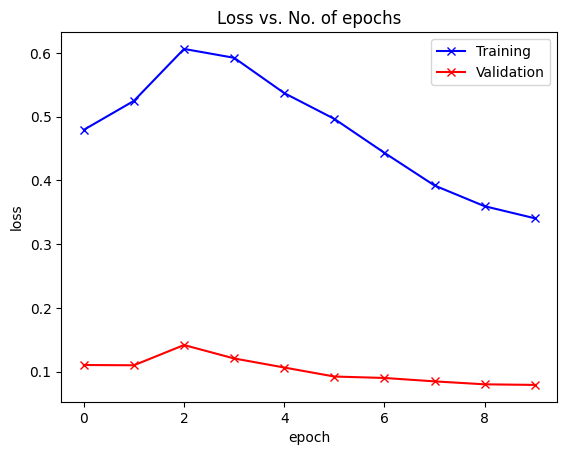 Loss vs. No. of epochs
Training
Validation
0.6
0.5
0.4
0.3
0.2
0.1
loss
0 2 4 6 8
epoch